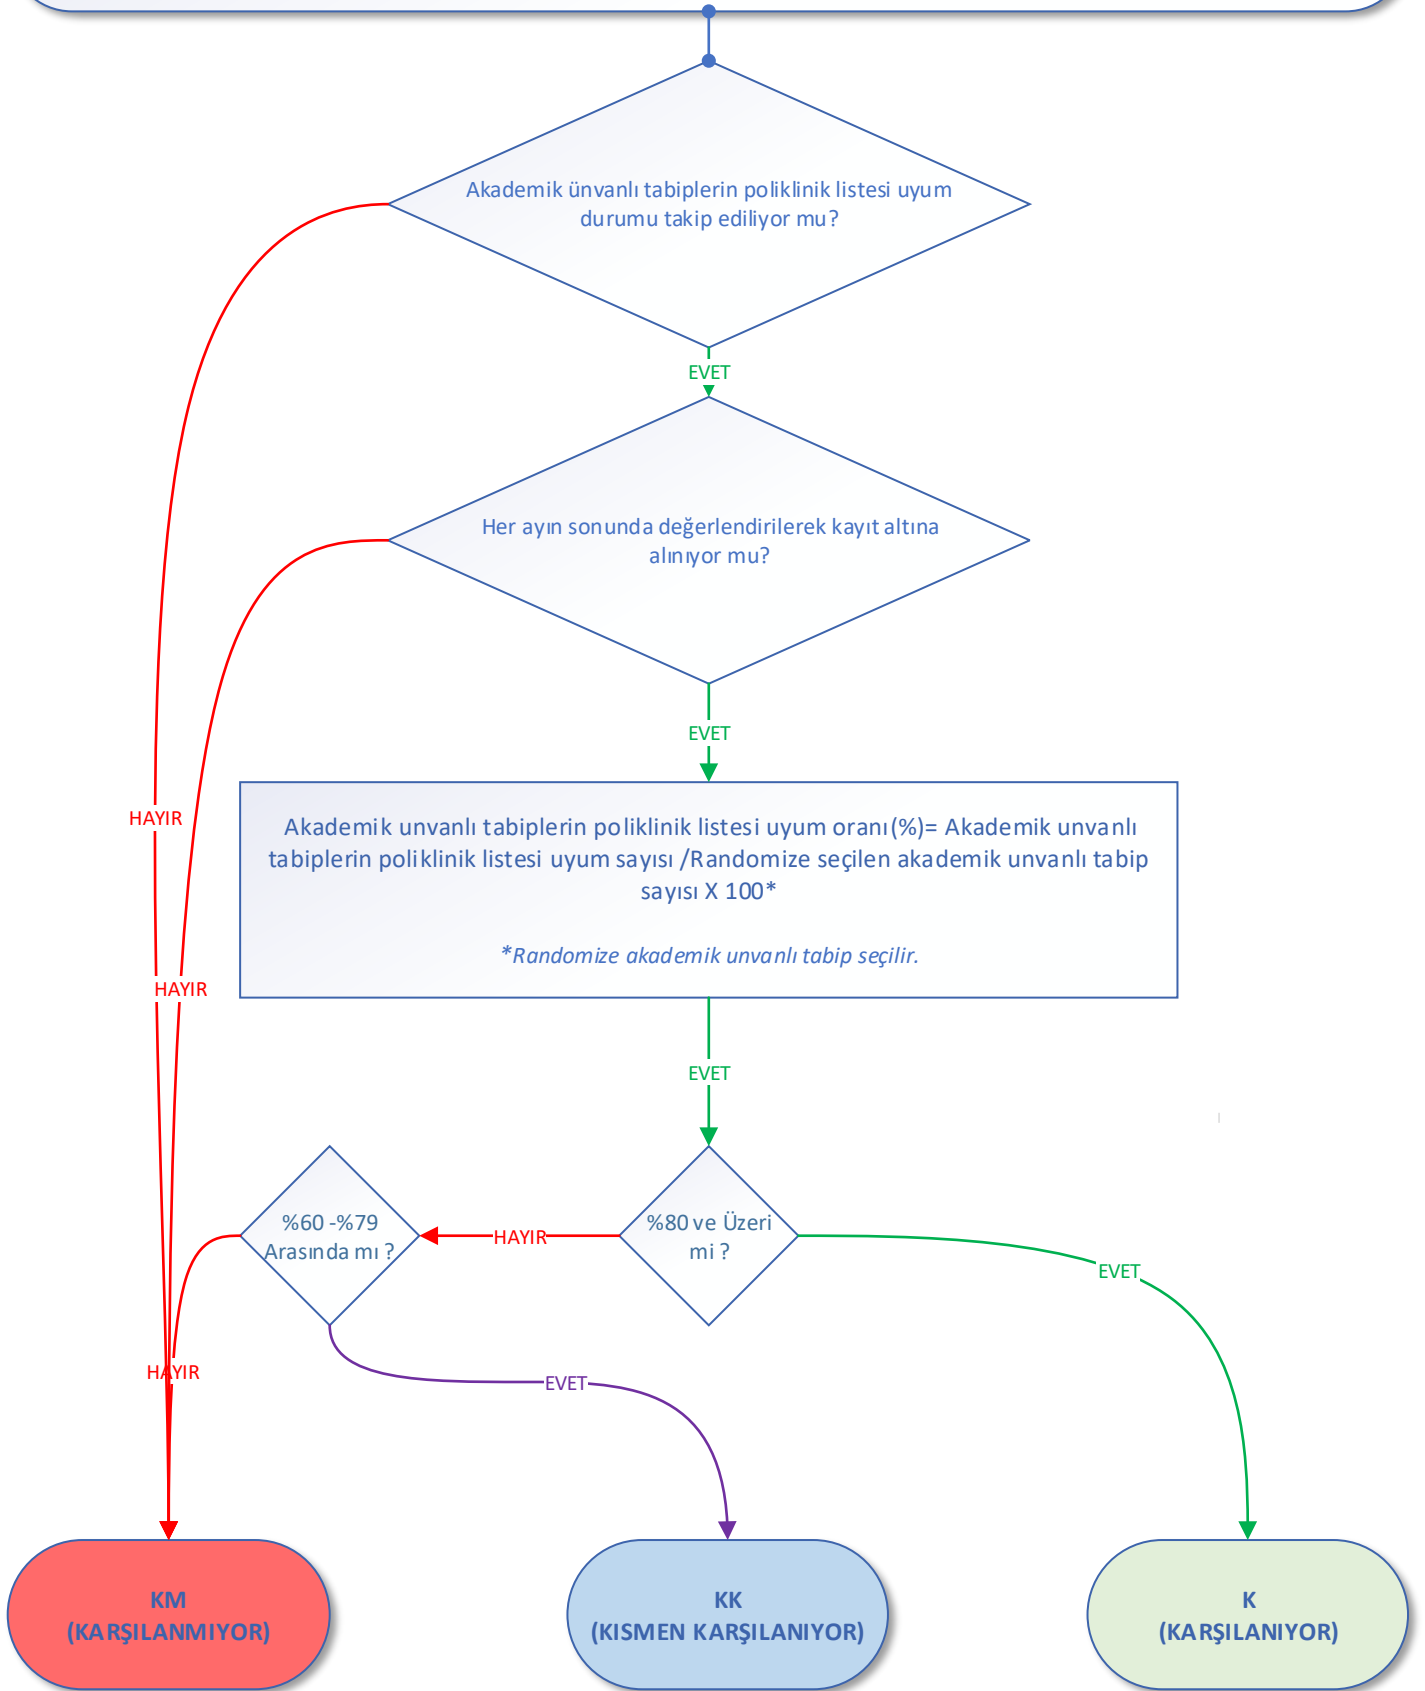 Akademik ünvanlı tabiplerin poliklinik listesi uyum
durumu takip ediliyor mu?
EVET
Her ayın sonunda değerlendirilerek kayıt altına
alınıyor mu?
EVET
HAYIR
Akademik unvanlı tabiplerin poliklinik listesi uyum oranı(%)= Akademik unvanlı
tabiplerin poliklinik listesi uyum sayısı /Randomize seçilen akademik unvanlı tabip
sayısı X 100*
*Randomize akademik unvanlı tabip seçilir.
HAYIR
EVET
%60 -%79
Arasında mı ?
HAYIR
%80 ve Üzeri
mi ?
EVET
HAYIR
EVET
KM
(KARŞILANMIYOR)
KK
(KISMEN KARŞILANIYOR)
K
(KARŞILANIYOR)